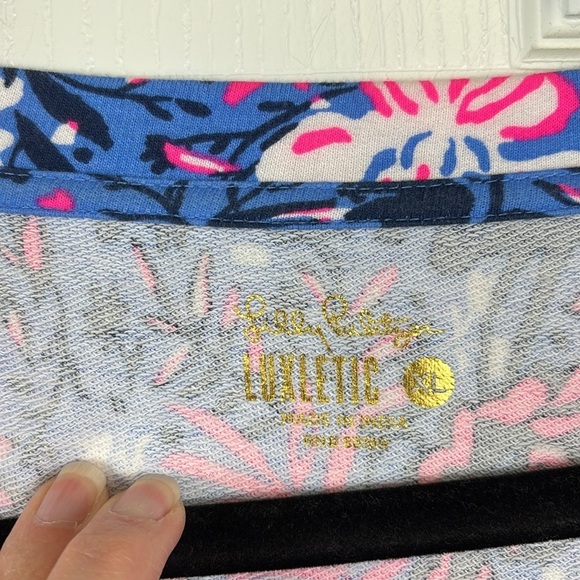 Lilly Pulitzer
LUXLETIC XL
MADE IN INDIA